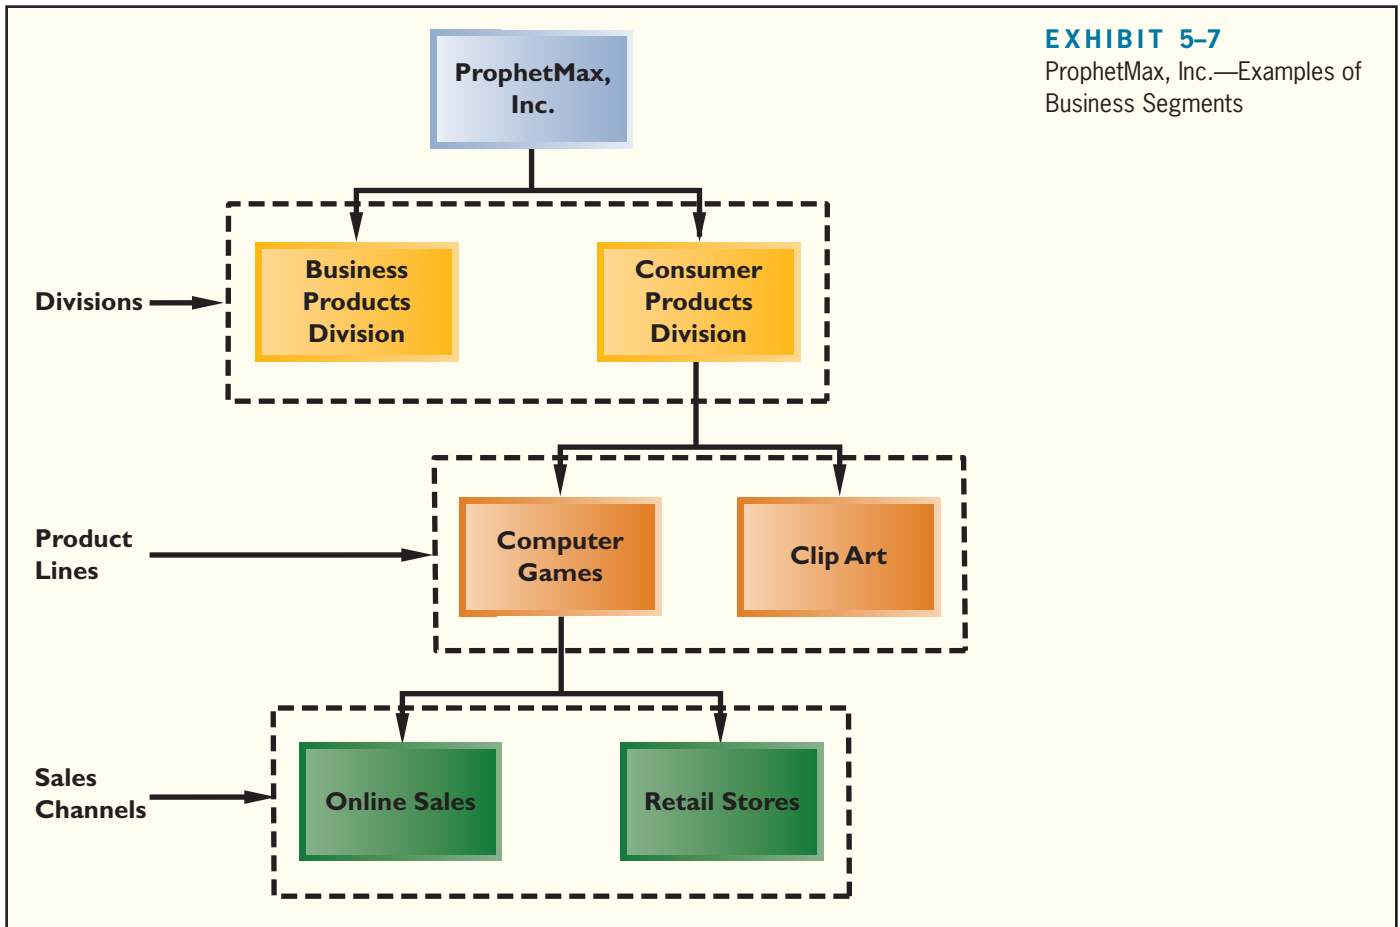 EXHIBIT 5–7
ProphetMax, Inc.—Examples of
Business Segments
ProphetMax,
Inc.
Divisions
Business
Products
Division
Consumer
Products
Division
Product
Lines
Computer
Games
Clip Art
Sales
Channels
Online Sales
Retail Stores